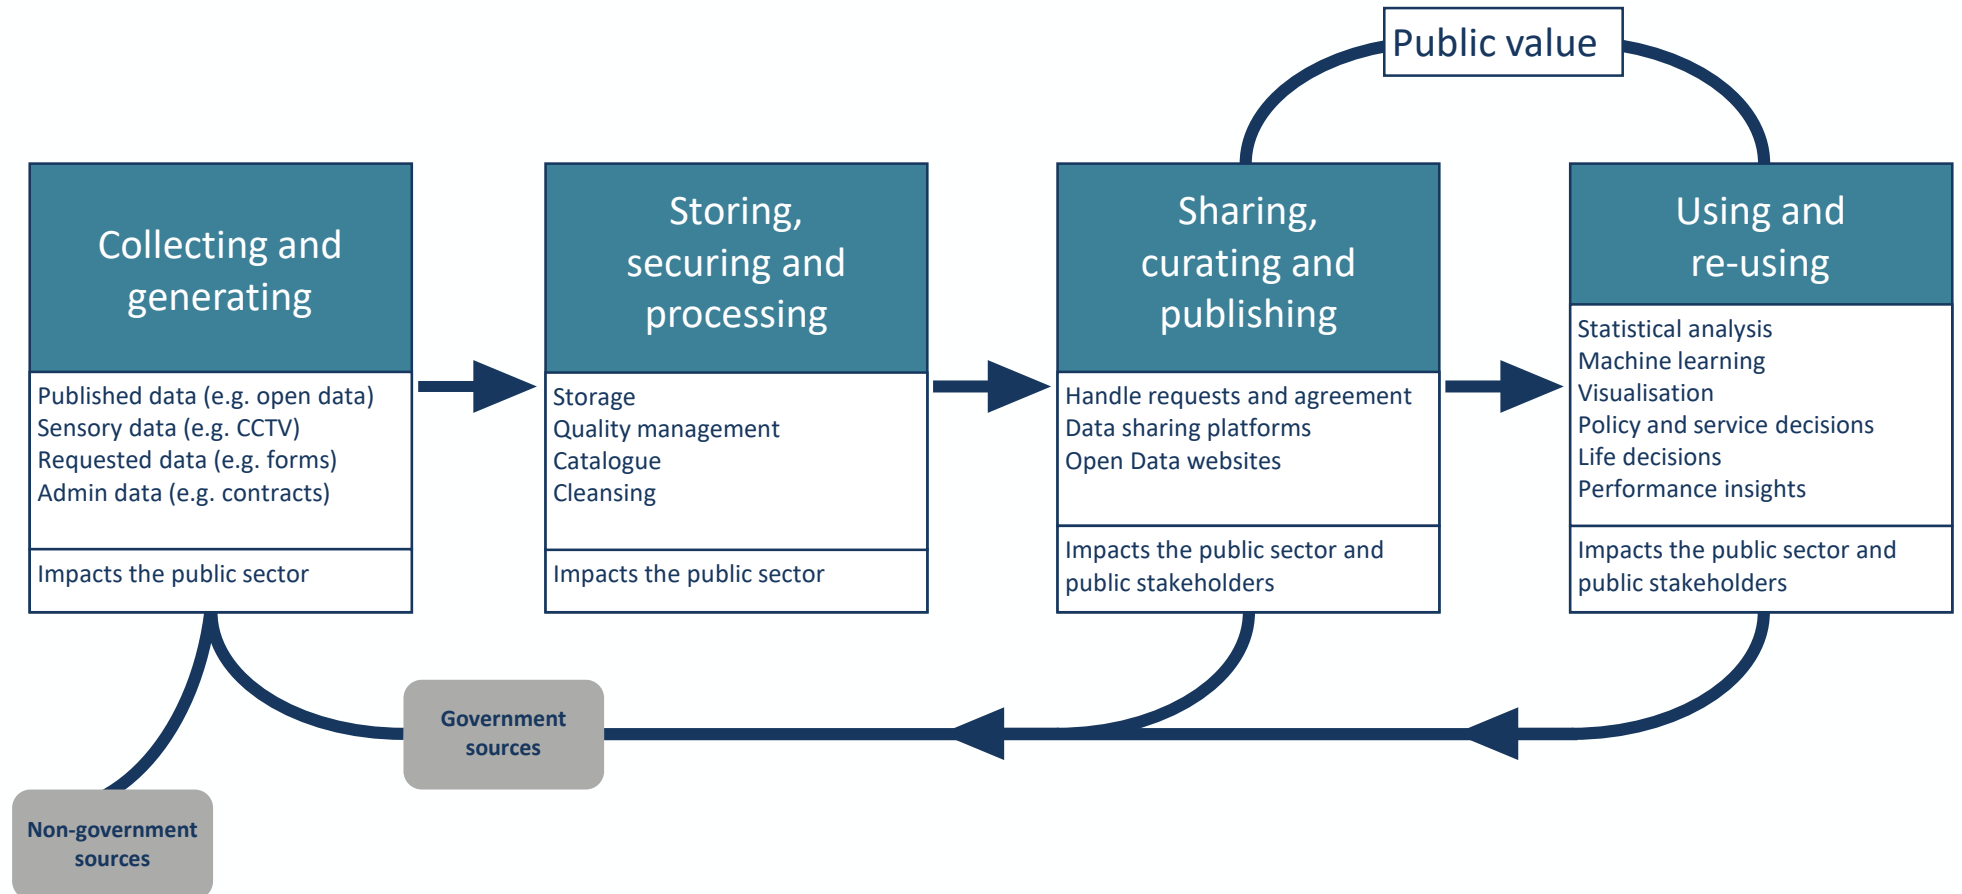 Public value
Collecting and
generating
Published data (e.g. open data)
Sensory data (e.g. CCTV)
Requested data (e.g. forms)
Admin data (e.g. contracts)
Impacts the public sector
Storing,
securing and
processing
Storage
Quality management
Catalogue
Cleansing
Impacts the public sector
Sharing,
curating and
publishing
Handle requests and agreement
Data sharing platforms
Open Data websites
Impacts the public sector and
public stakeholders
Using and
re-using
Statistical analysis
Machine learning
Visualisation
Policy and service decisions
Life decisions
Performance insights
Impacts the public sector and
public stakeholders
Government
sources
Non-government
sources